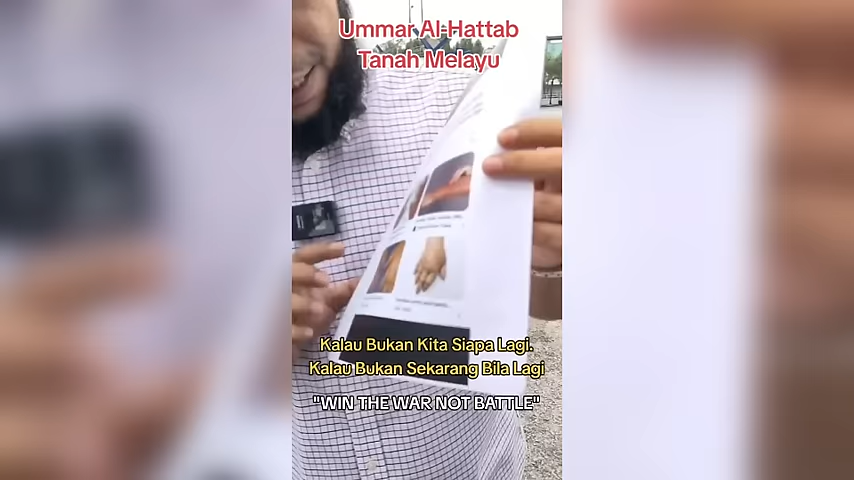 Ummar Al-Hattab
Tanah Melayu
Kalau Bukan Kita Siapa Lagi.
Kalau Bukan Sekarang Bila Lagi
"WIN THE WAR NOT BATTLE"